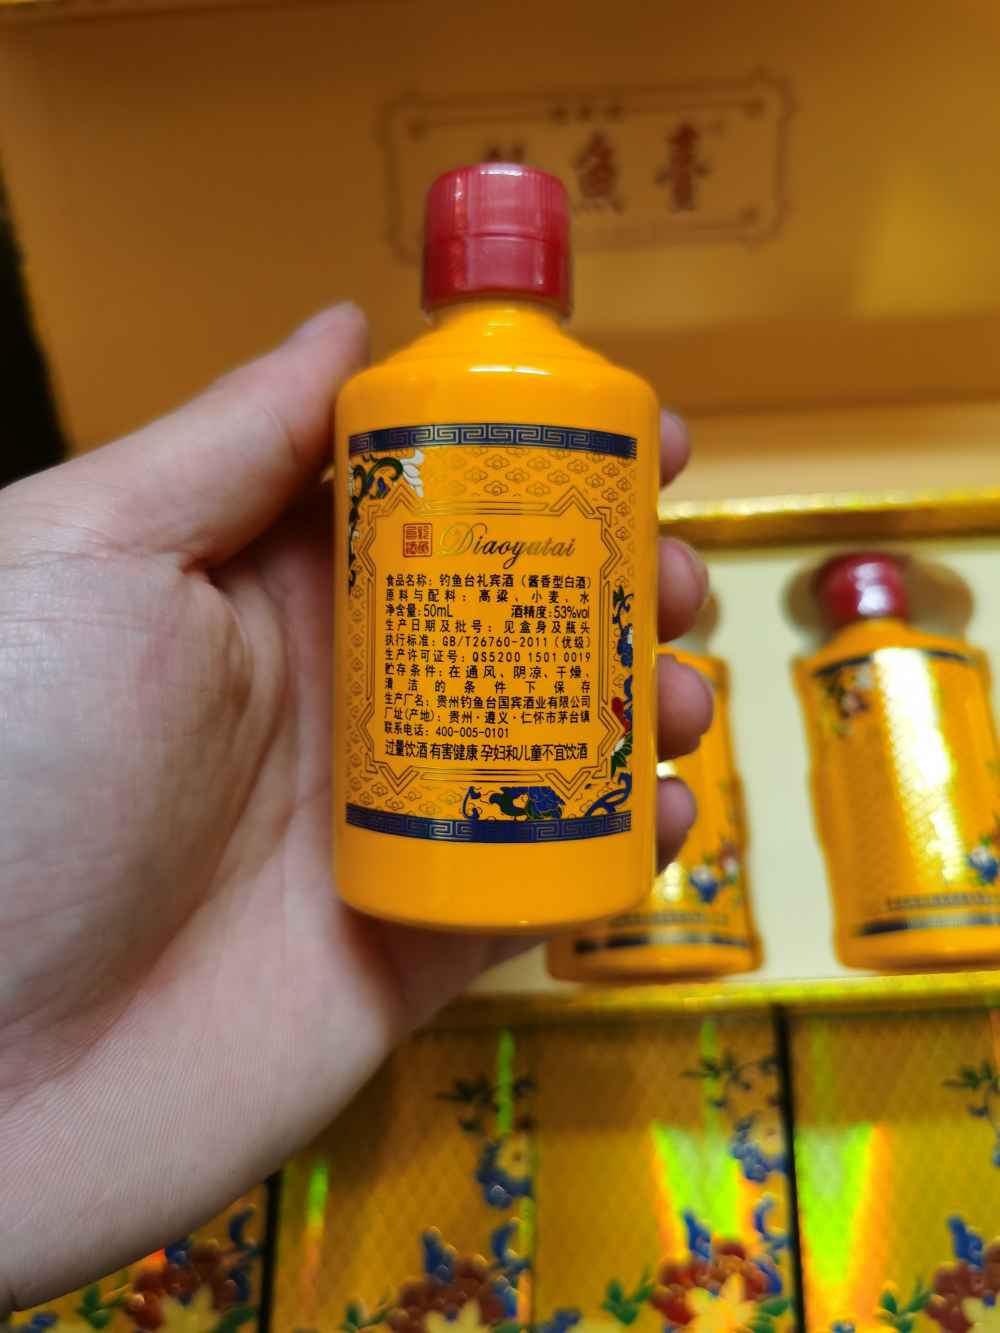 魚臺
Diaoyutai
食品名称：钓鱼台礼宾酒（酱香型白酒）
原料与配料：高粱、小麦、水
净含量:50mL 酒精度:53%vol
生产日期及批号：见盒身及瓶头
执行标准：GB/T26760-2011（优级）
生产许可证号：QS5200 1501 0019
贮存条件：在通风、阴凉、干燥、
清洁的条件下保存
生产厂名：贵州钓鱼台国宾酒业有限公司
厂址(产地)：贵州·遵义·仁怀市茅台镇
联系电话：400-005-0101
过量饮酒 有害健康 孕妇和儿童不宜饮酒